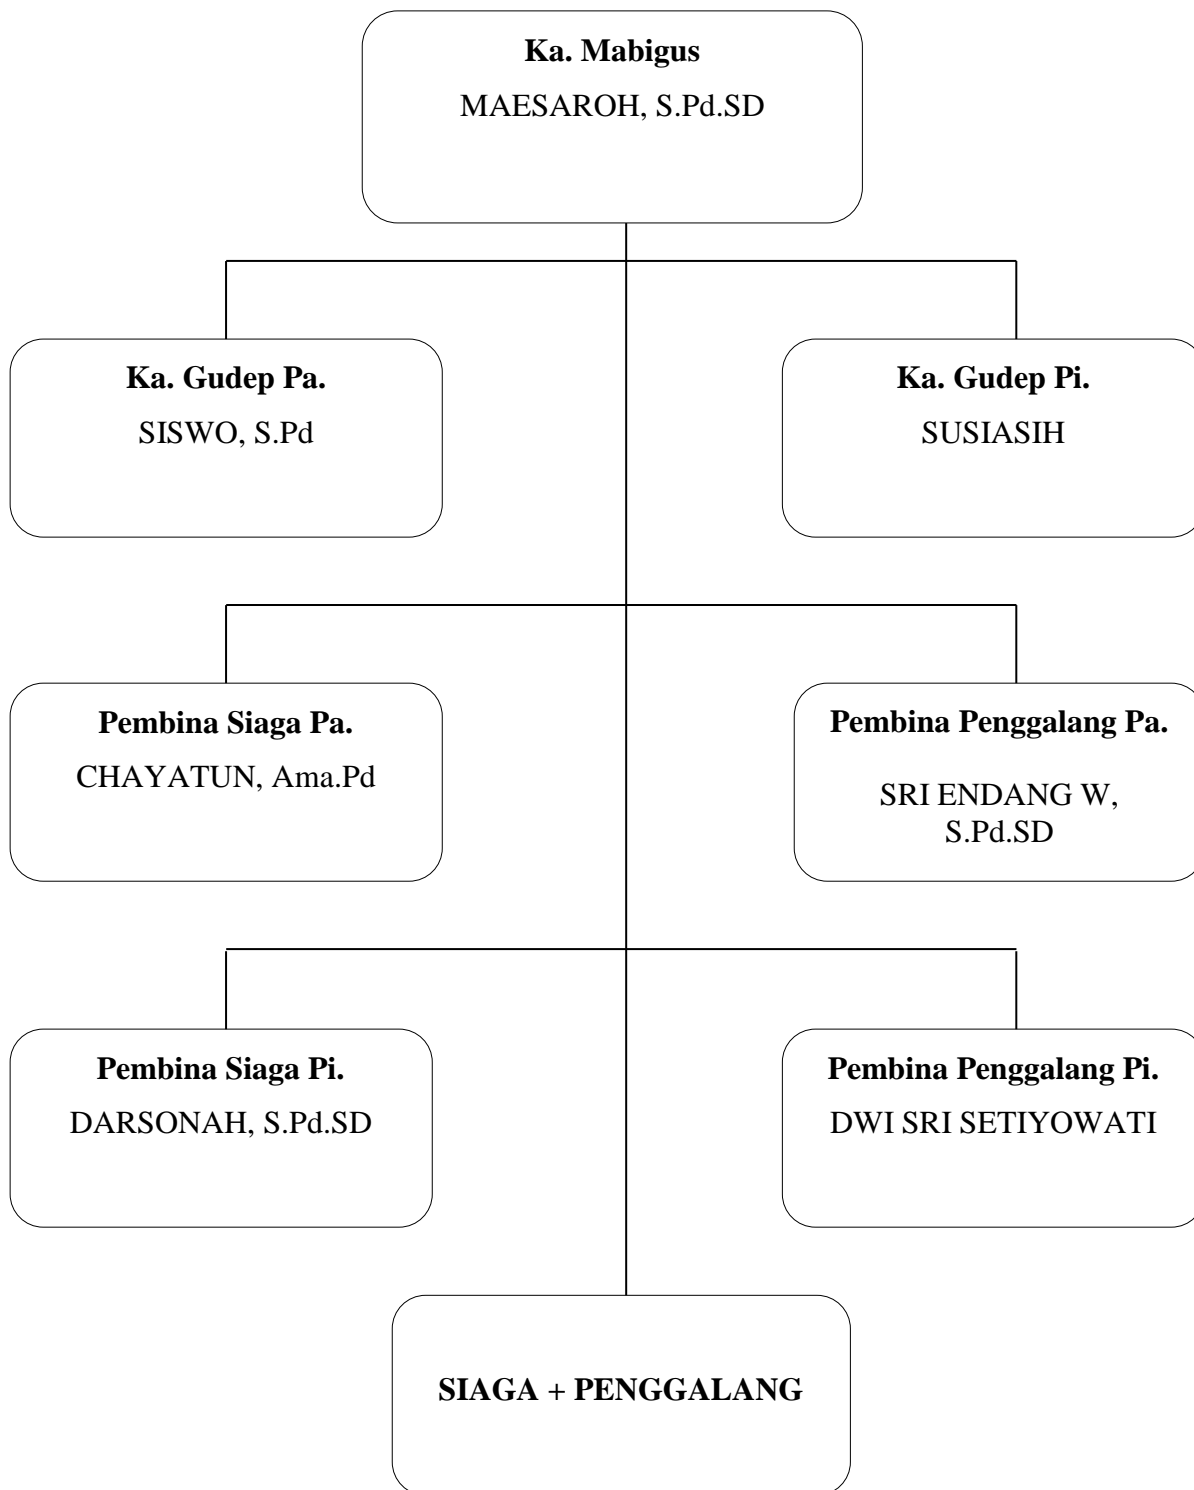 Ka. Mabigus
MAESAROH, S.Pd.SD
Ka. Gudep Pa.
SISWO, S.Pd
Ka. Gudep Pi.
SUSIASIH
Pembina Siaga Pa.
CHAYATUN, Ama.Pd
Pembina Penggalang Pa.
SRI ENDANG W,
S.Pd.SD
Pembina Siaga Pi.
DARSONAH, S.Pd.SD
Pembina Penggalang Pi.
DWI SRI SETIYOWATI
SIAGA + PENGGALANG